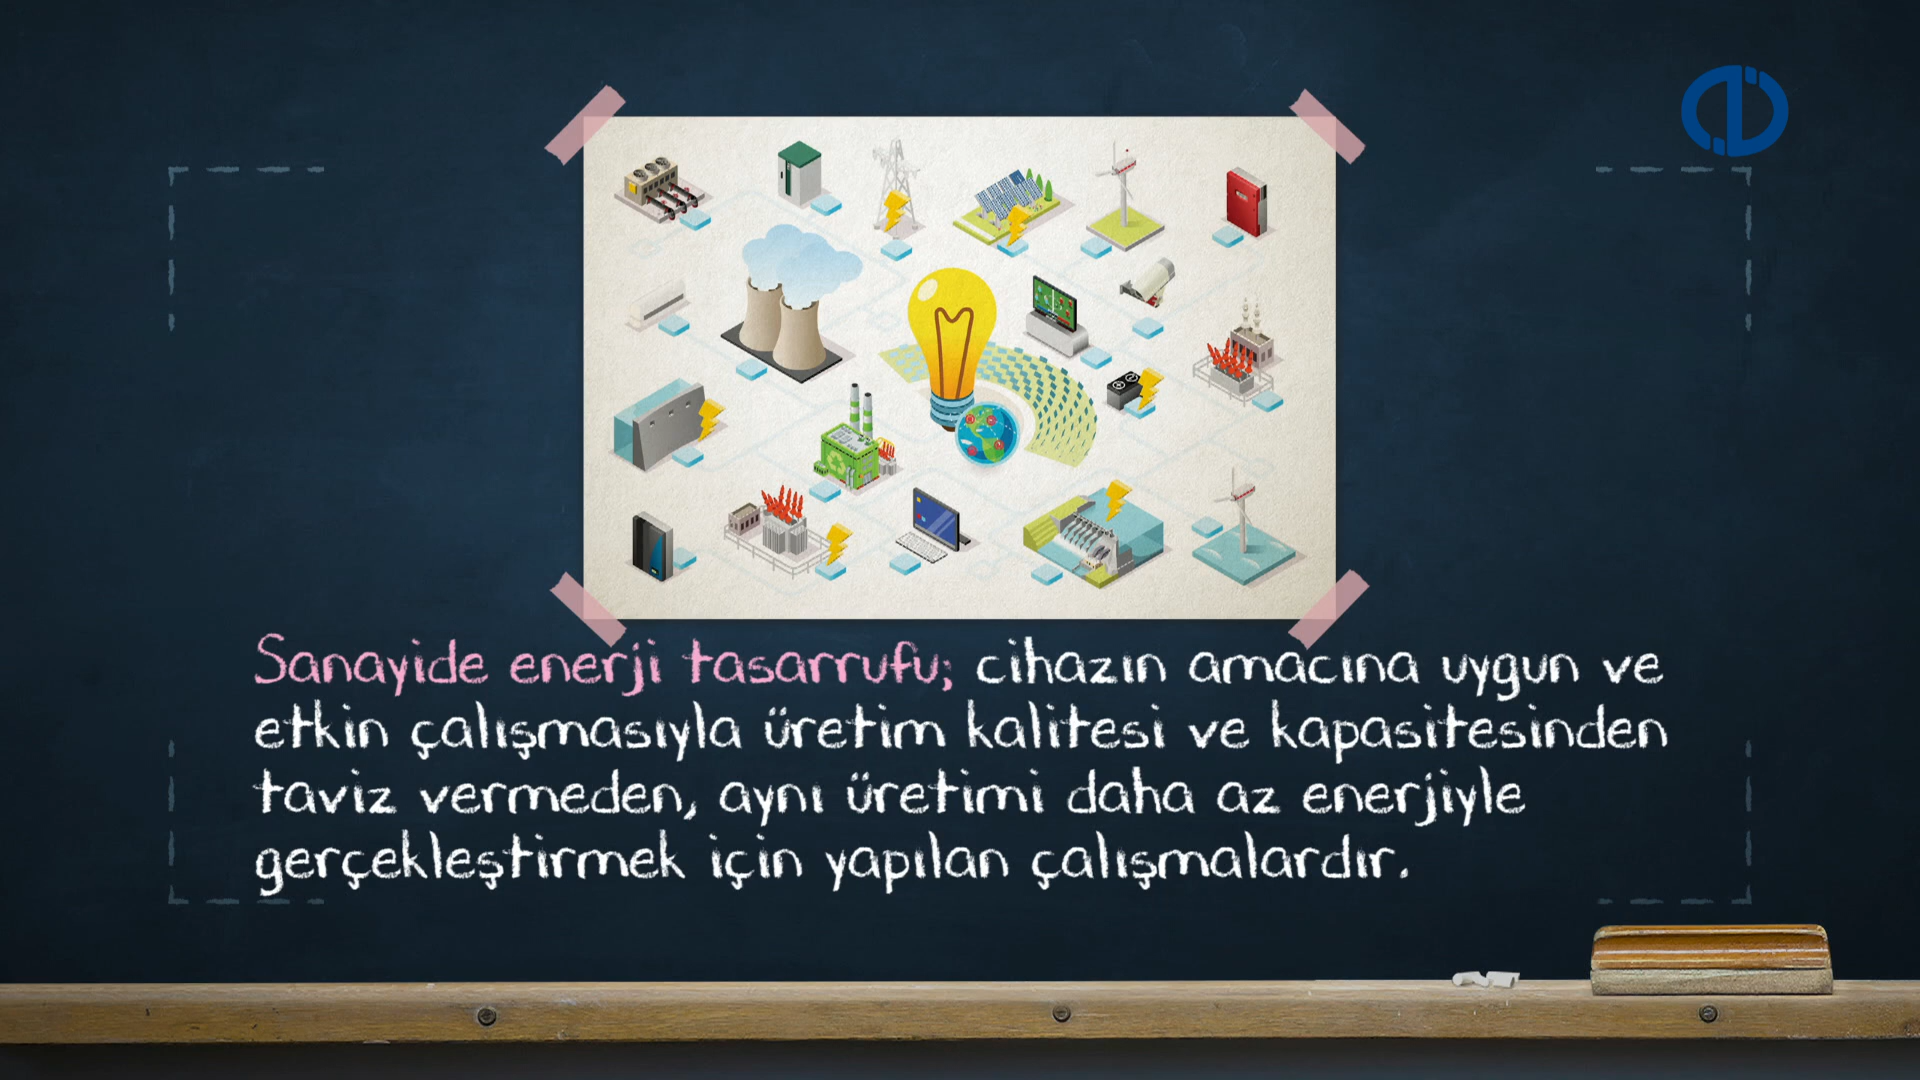 Sanayide enerji tasarrufu; cihazın amacına uygun ve
etkin çalışmasıyla üretim kalitesi ve kapasitesinden
taviz vermeden, aynı üretimi daha az enerjiyle
gerçekleştirmek için yapılan çalışmalardır.